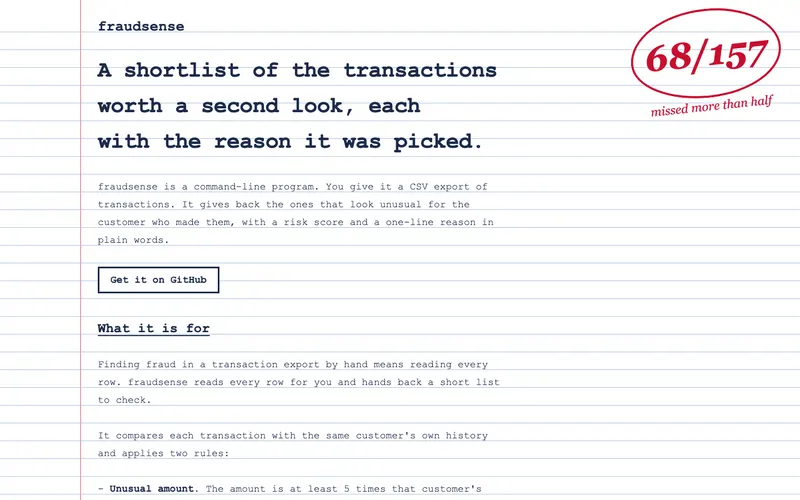 fraudsense
68/157
missed more than half
A shortlist of the transactions
worth a second look, each
with the reason it was picked.
fraudsense is a command-line program. You give it a CSV export of
transactions. It gives back the ones that look unusual for the
customer who made them, with a risk score and a one-line reason in
plain words.
Get it on GitHub
What it is for
Finding fraud in a transaction export by hand means reading every
row. fraudsense reads every row for you and hands back a short list
to check.
It compares each transaction with the same customer's own history
and applies two rules:
- Unusual amount. The amount is at least 5 times that customer's